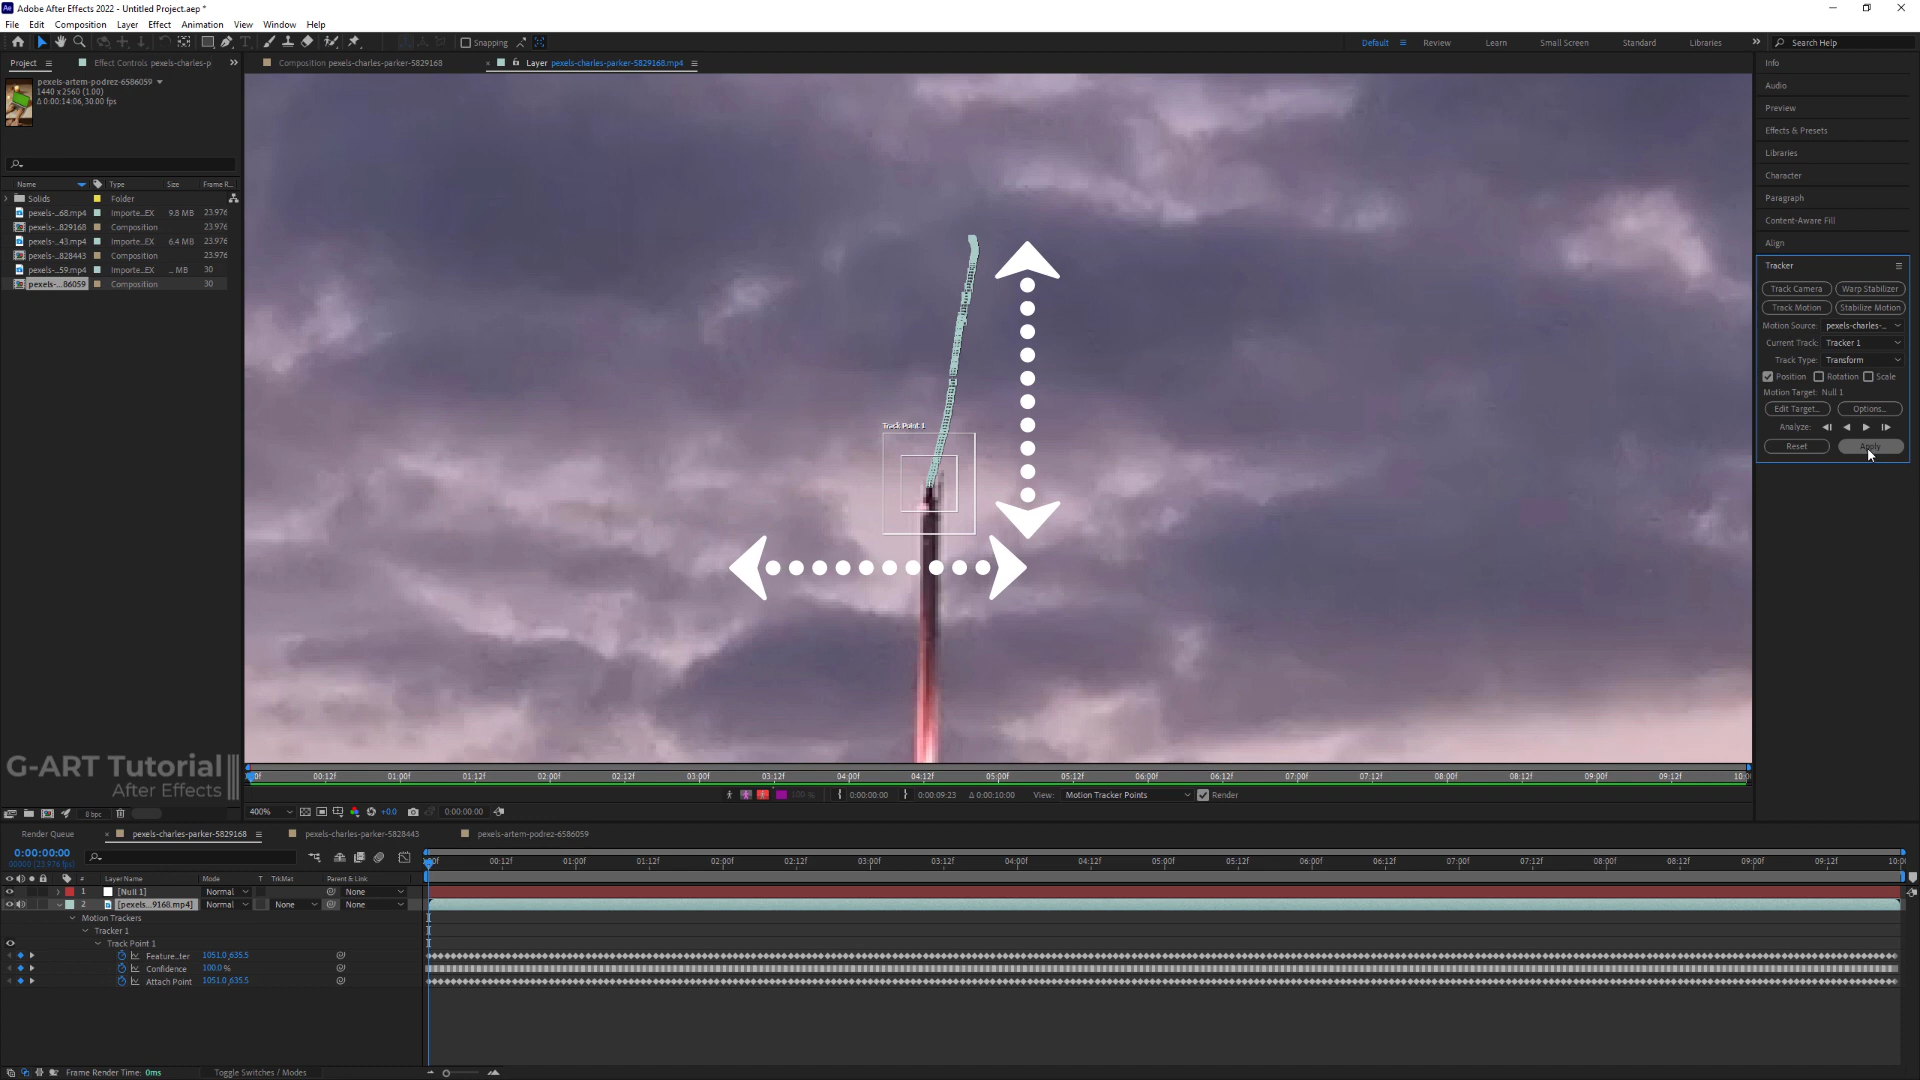 Adobe After Effects 2022 - Untitled Project.aep *
File Edit Composition Layer Effect Animation View Window Help
Snapping Default Review Learn Small Screen Standard Libraries Search Help
Project Effect Controls pexels-charles-p Composition pexels-charles-parker-5829168 Layer pexels-charles-parker-5829168.mp4
pexels-artem-podrez-6586059
1440 x 2560 (1.00)
Δ 0:00:14:06, 30.00 fps
Name Type Size Frame R...
Solids Folder
pexels-...68.mp4 Importe...EX 9.8 MB 23.976
pexels-...829168 Composition 23.976
pexels-...43.mp4 Importe...EX 6.4 MB 23.976
pexels-...828443 Composition 23.976
pexels-...59.mp4 Importe...EX ... MB 30
pexels-...86059 Composition 30
Track Point 1
Info
Audio
Preview
Effects & Presets
Libraries
Character
Paragraph
Content-Aware Fill
Align
Tracker
Track Camera Warp Stabilizer
Track Motion Stabilize Motion
Motion Source: pexels-charles-...
Current Track: Tracker 1
Track Type: Transform
Position Rotation Scale
Motion Target: Null 1
Edit Target... Options...
Analyze:
Reset Apply
G-ART Tutorial
After Effects
00:12f 01:00f 01:12f 02:00f 02:12f 03:00f 03:12f 04:00f 04:12f 05:00f 05:12f 06:00f 06:12f 07:00f 07:12f 08:00f 08:12f 09:00f 09:12f 10:0
100 % 0:00:00:00 0:00:09:23 Δ 0:00:10:00 View: Motion Tracker Points Render
8 bpc 400% +0.0 0:00:00:00
Render Queue pexels-charles-parker-5829168 pexels-charles-parker-5828443 pexels-artem-podrez-6586059
0:00:00:00
00000 (23.976 fps)
00f 00:12f 01:00f 01:12f 02:00f 02:12f 03:00f 03:12f 04:00f 04:12f 05:00f 05:12f 06:00f 06:12f 07:00f 07:12f 08:00f 08:12f 09:00f 09:12f 10:0
# Layer Name Mode T TrkMat Parent & Link
1 [Null 1] Normal None
2 [pexels...9168.mp4] Normal None None
Motion Trackers
Tracker 1
Track Point 1
Feature...ter 1051.0,635.5
Confidence 100.0 %
Attach Point 1051.0,635.5
Frame Render Time: 0ms Toggle Switches / Modes